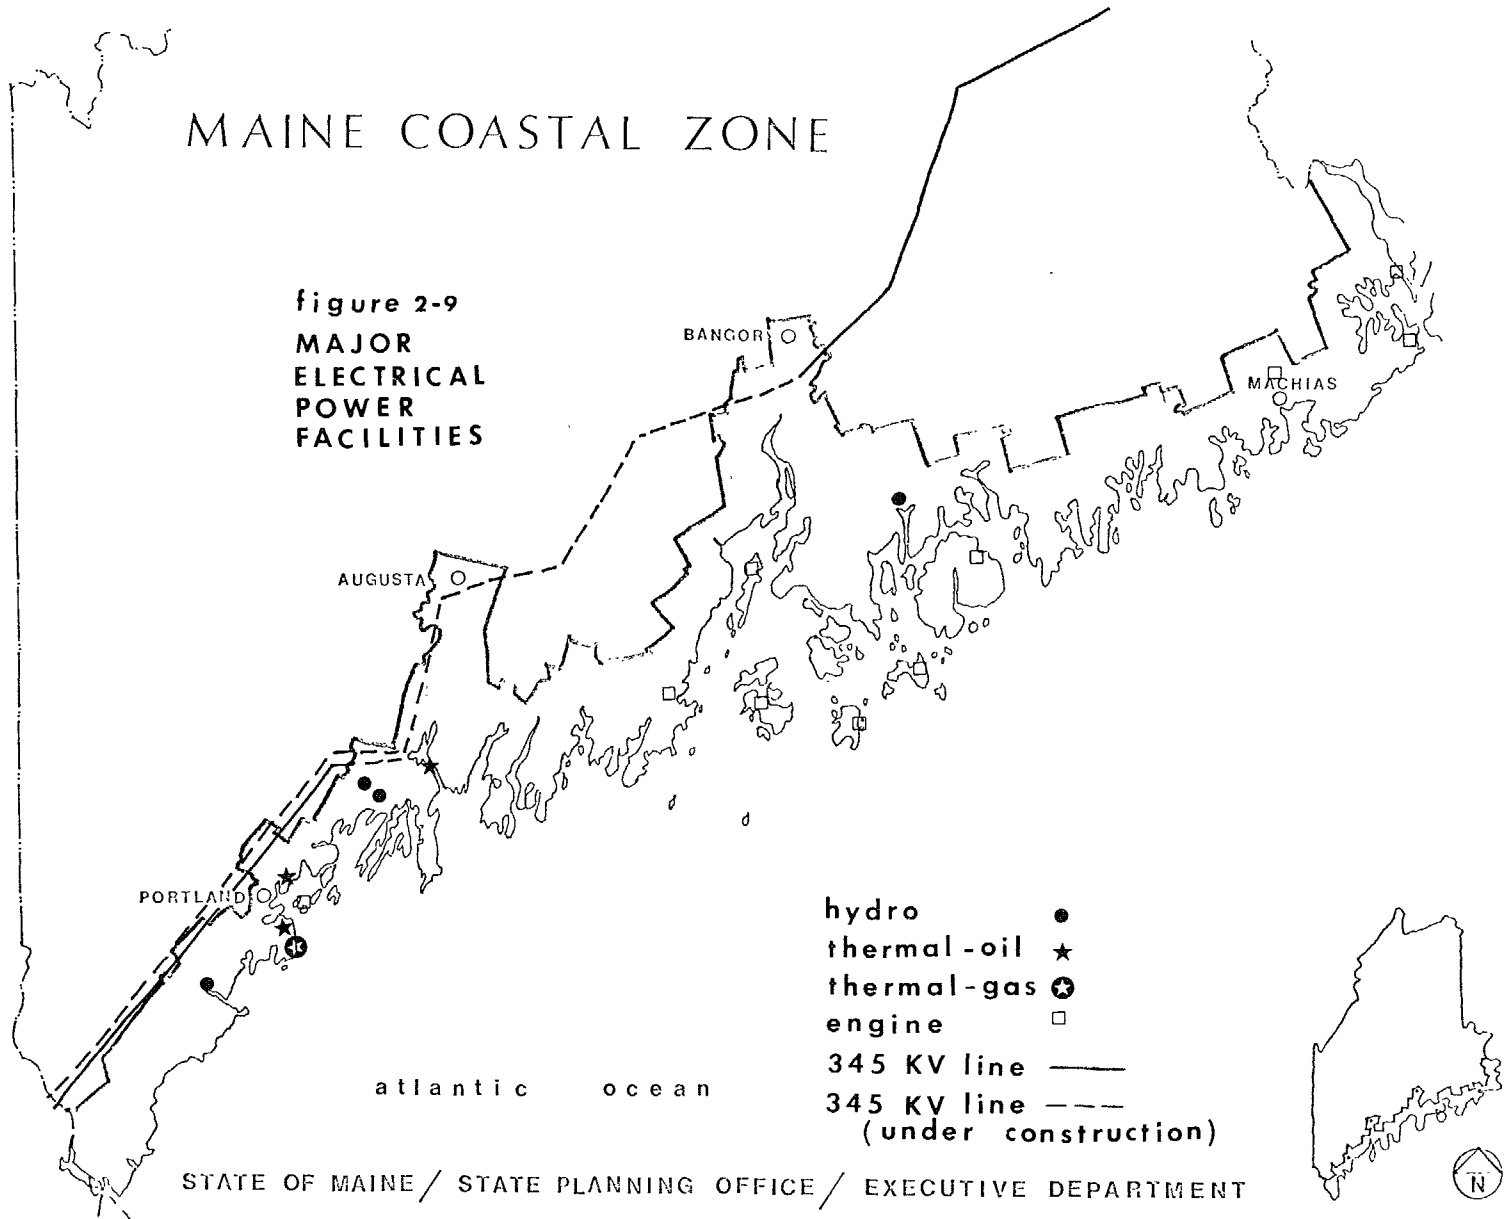 MAINE COASTAL ZONE
figure 2-9
MAJOR
ELECTRICAL
POWER
FACILITIES
BANGOR
MACHIAS
AUGUSTA
PORTLAND
hydro
thermal-oil
thermal-gas
engine
345 KV line
345 KV line
(under construction)
atlantic ocean
N
STATE OF MAINE/ STATE PLANNING OFFICE/ EXECUTIVE DEPARTMENT